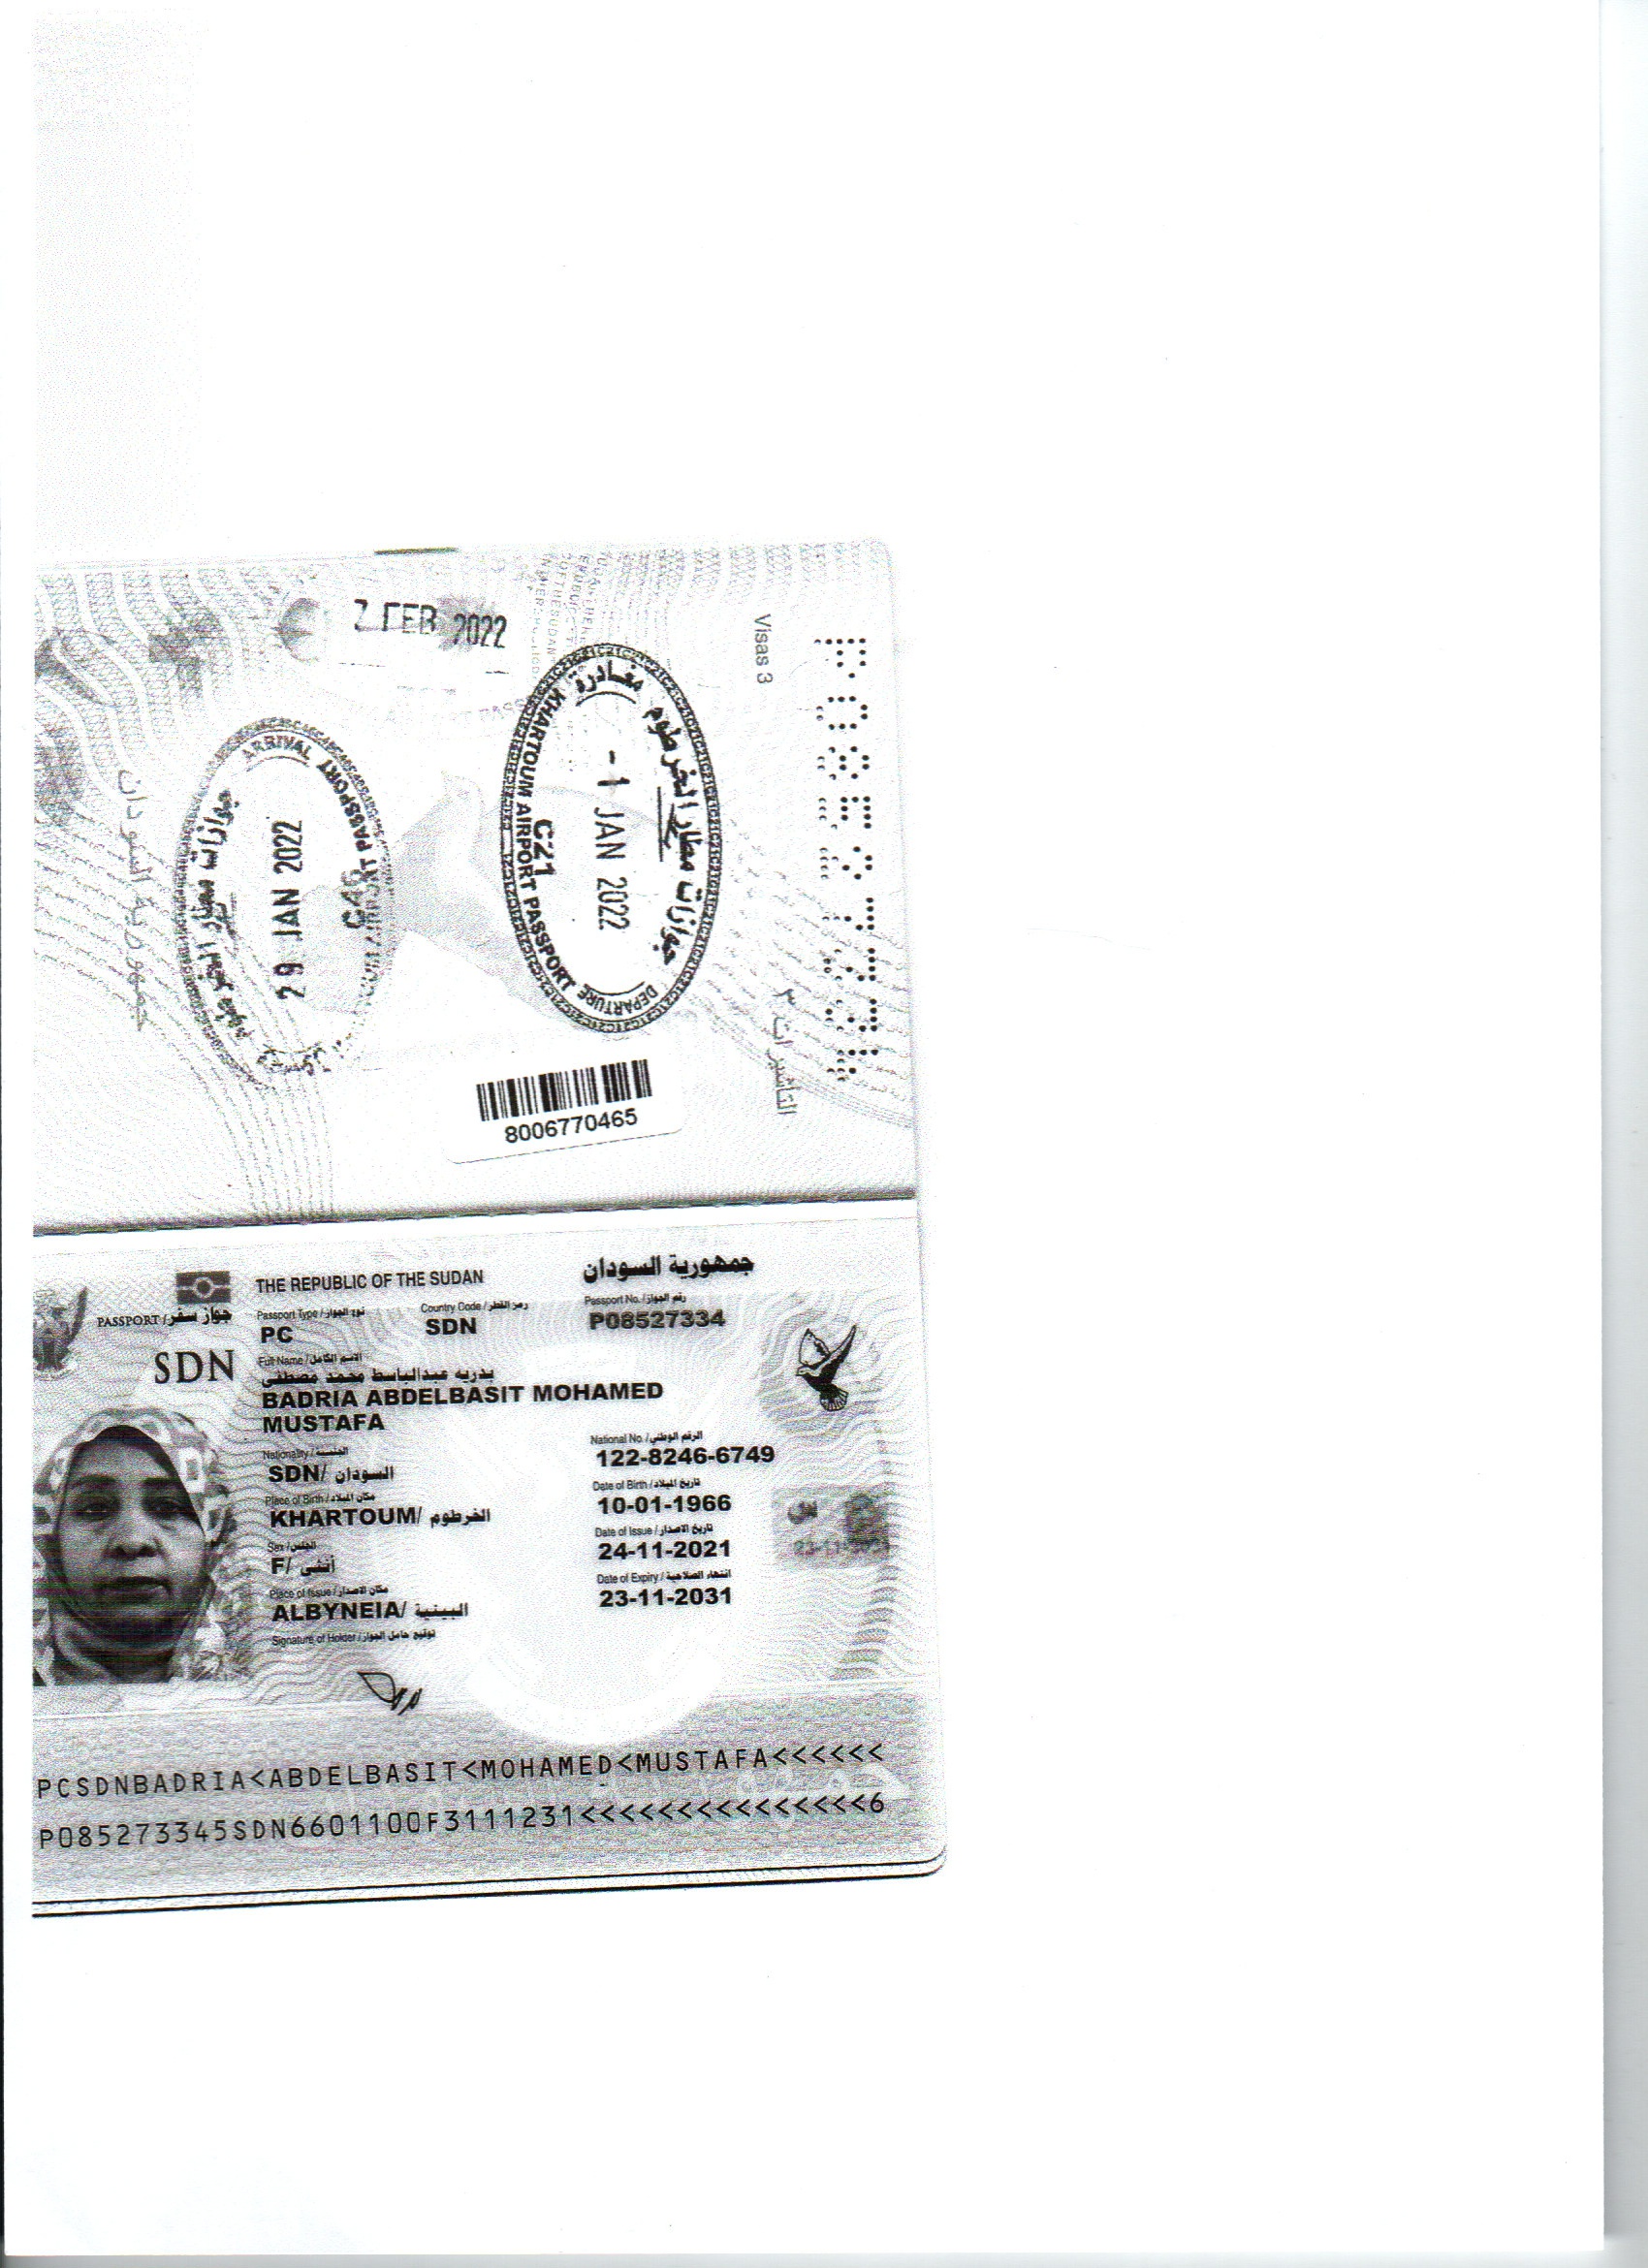 7 FEB 2022
Visas 3
التأشيرات ٣
P08527334
جمهورية السودان
ARRIVAL
29 JAN 2022
C46
مغادرة
جوازات مطار الخرطوم
- 1 JAN 2022
C21
KHARTOUM AIRPORT PASSPORT
DEPARTURE
8006770465
THE REPUBLIC OF THE SUDAN
جمهورية السودان
PASSPORT / جواز سفر
Passport Type / نوع الجواز
Country Code / رمز القطر
Passport No. / رقم الجواز
PC
SDN
P08527334
SDN
Full Name / الاسم الكامل
بدريه عبدالباسط محمد مصطفى
BADRIA ABDELBASIT MOHAMED
MUSTAFA
Nationality / الجنسية
National No. / الرقم الوطني
SDN/ السودان
122-8246-6749
Place of Birth / مكان الميلاد
Date of Birth / تاريخ الميلاد
KHARTOUM/ الخرطوم
10-01-1966
Sex / الجنس
Date of Issue / تاريخ الاصدار
F/ أنثى
24-11-2021
Place of Issue / مكان الاصدار
Date of Expiry / انتهاء الصلاحية
ALBYNEIA/ البينية
23-11-2031
Signature of Holder / توقيع حامل الجواز
PCSDNBADRIA<ABDELBASIT<MOHAMED<MUSTAFA<<<<<<
P085273345SDN6601100F3111231<<<<<<<<<<<<<<<6